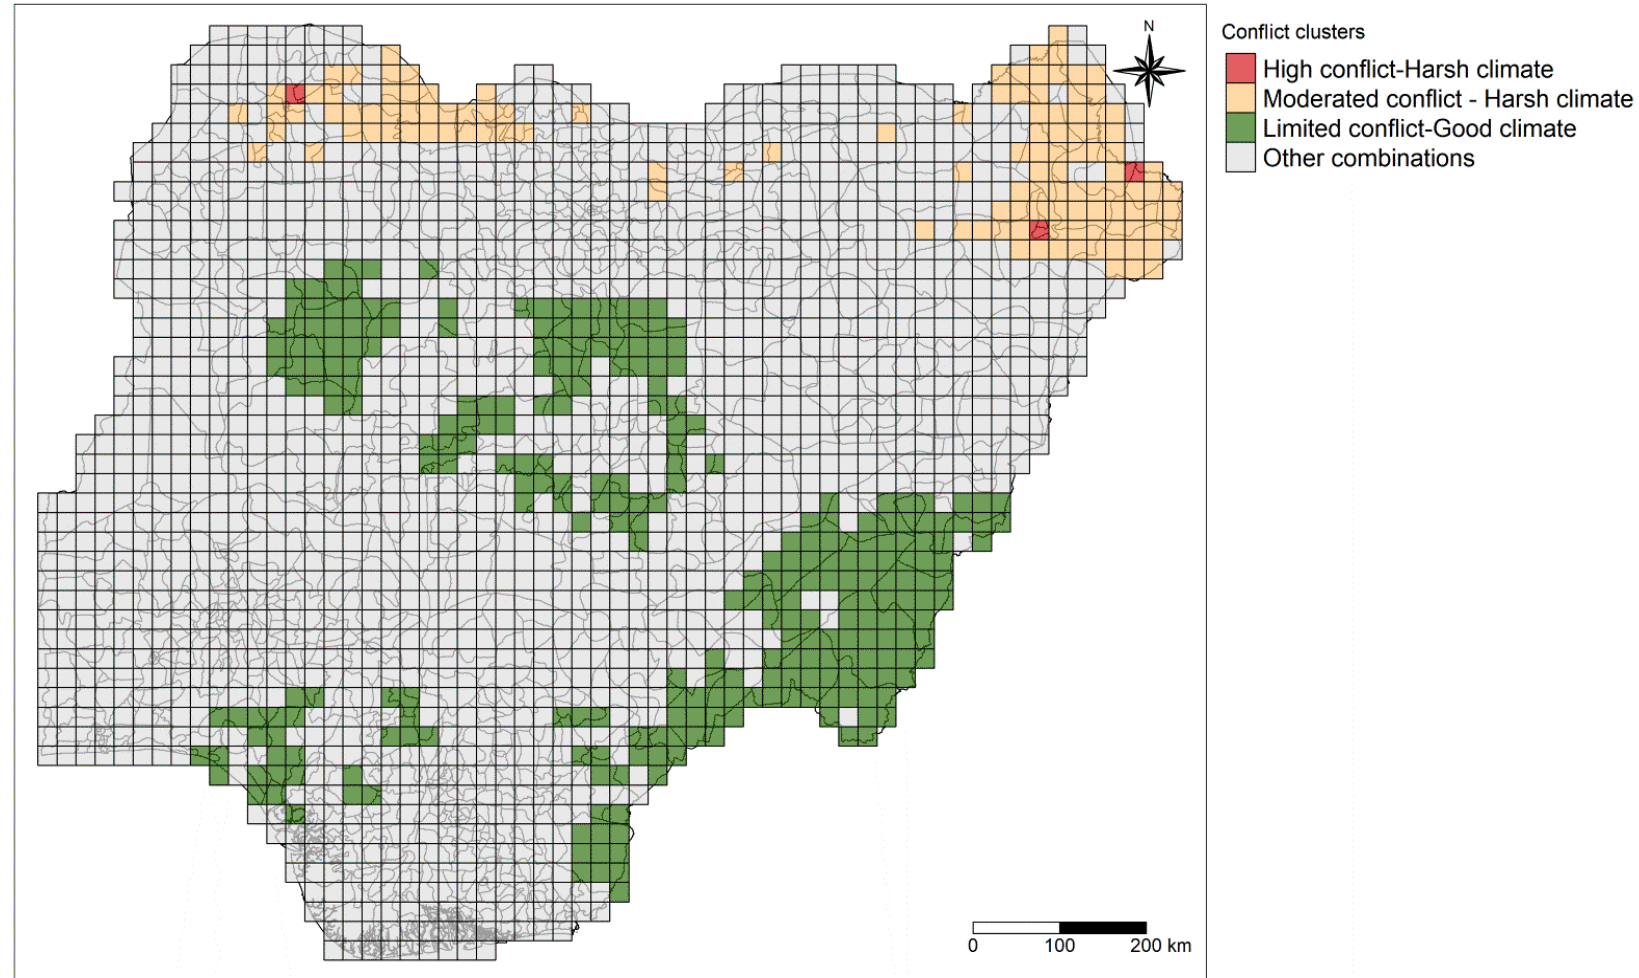 N
Conflict clusters
High conflict-Harsh climate
Moderated conflict - Harsh climate
Limited conflict-Good climate
Other combinations
0 100 200 km